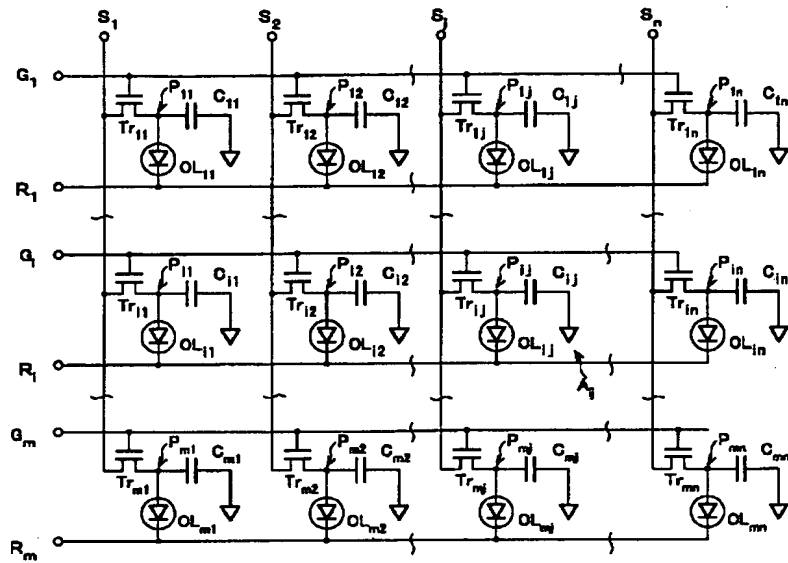 S₁ S₂ Sⱼ Sₙ
G₁ P₁₁ C₁₁ P₁₂ C₁₂ P₁ⱼ C₁ⱼ P₁ₙ C₁ₙ
Tr₁₁ Tr₁₂ Tr₁ⱼ Tr₁ₙ
OL₁₁ OL₁₂ OL₁ⱼ OL₁ₙ
R₁
Gᵢ Pᵢ₁ Cᵢ₁ Pᵢ₂ Cᵢ₂ Pᵢⱼ Cᵢⱼ Pᵢₙ Cᵢₙ
Trᵢ₁ Trᵢ₂ Trᵢⱼ Trᵢₙ
OLᵢ₁ OLᵢ₂ OLᵢⱼ OLᵢₙ
Rᵢ Aᵢⱼ
Gₘ Pₘ₁ Cₘ₁ Pₘ₂ Cₘ₂ Pₘⱼ Cₘⱼ Pₘₙ Cₘₙ
Trₘ₁ Trₘ₂ Trₘⱼ Trₘₙ
OLₘ₁ OLₘ₂ OLₘⱼ OLₘₙ
Rₘ